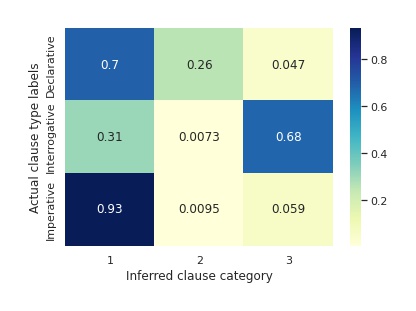 Actual clause type labels
Declarative
0.7 0.26 0.047
Interrogative
0.31 0.0073 0.68
Imperative
0.93 0.0095 0.059
1 2 3
Inferred clause category
0.8
0.6
0.4
0.2